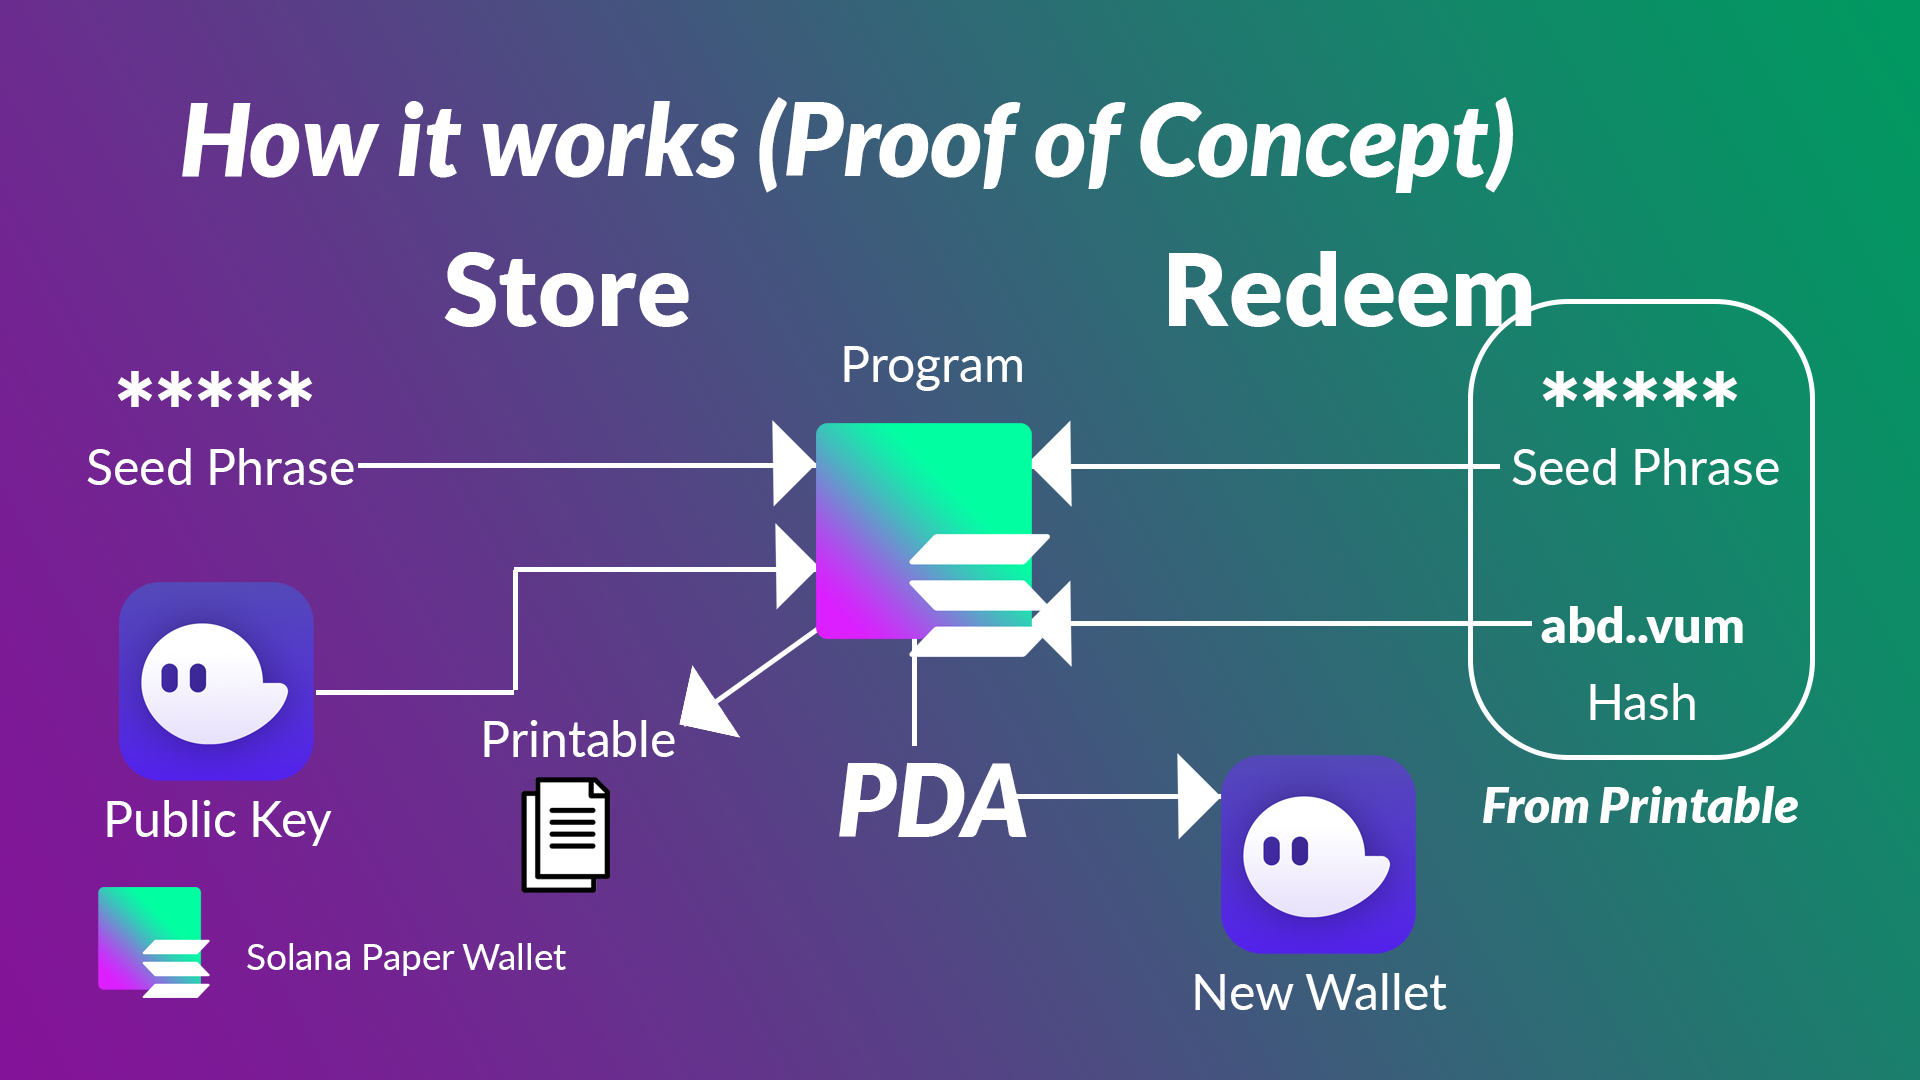 How it works (Proof of Concept)
Store
Redeem
Program
*****
Seed Phrase
*****
Seed Phrase
abd..vum
Hash
Printable
PDA
From Printable
Public Key
Solana Paper Wallet
New Wallet